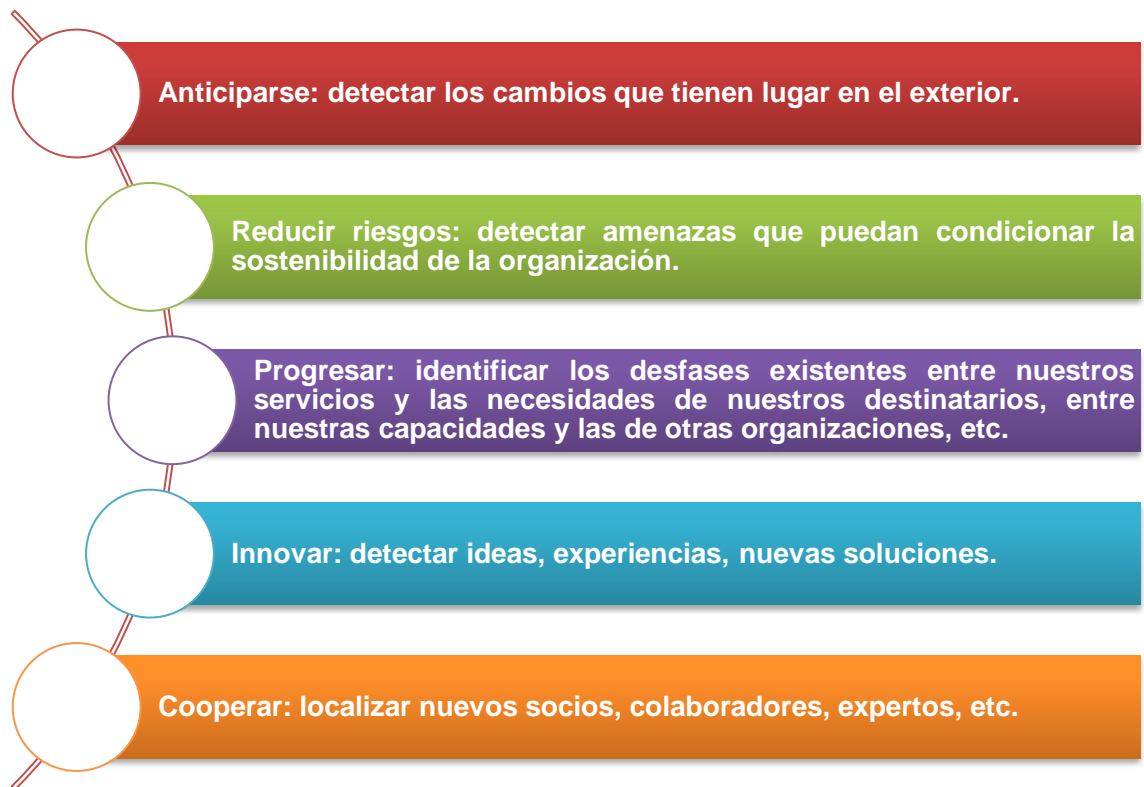 Anticiparse: detectar los cambios que tienen lugar en el exterior.
Reducir riesgos: detectar amenazas que puedan condicionar la
sostenibilidad de la organización.
Progresar: identificar los desfases existentes entre nuestros
servicios y las necesidades de nuestros destinatarios, entre
nuestras capacidades y las de otras organizaciones, etc.
Innovar: detectar ideas, experiencias, nuevas soluciones.
Cooperar: localizar nuevos socios, colaboradores, expertos, etc.